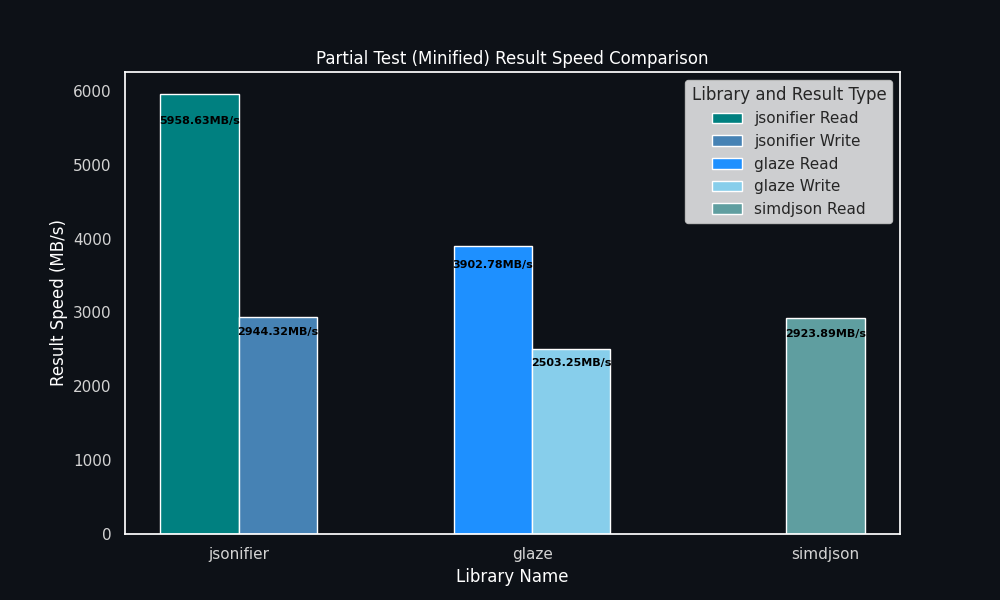 Partial Test (Minified) Result Speed Comparison
Result Speed (MB/s)
6000
5000
4000
3000
2000
1000
0
5958.63MB/s
2944.32MB/s
3902.78MB/s
2503.25MB/s
2923.89MB/s
Library and Result Type
jsonifier Read
jsonifier Write
glaze Read
glaze Write
simdjson Read
jsonifier
glaze
simdjson
Library Name